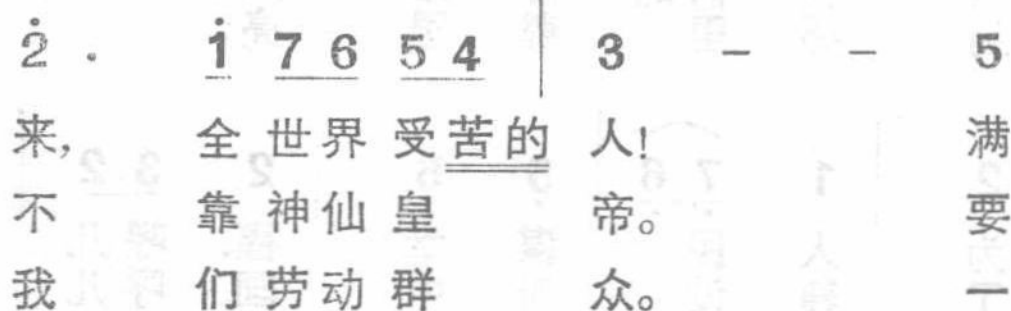 2̇ . 1̇ 7 6 5 4 | 3 - - 5
来, 全世界受苦的 人! 满
不 靠神仙皇 帝。 要
我 们劳动群 众。 一